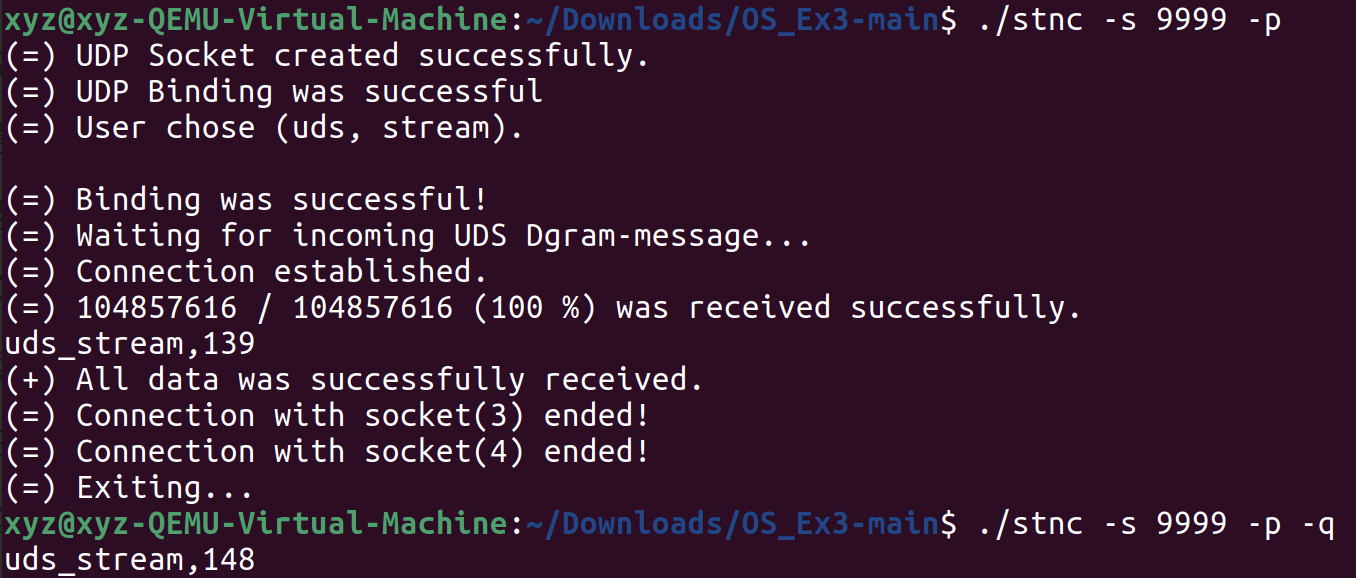 xyz@xyz-QEMU-Virtual-Machine:~/Downloads/OS_Ex3-main$ ./stnc -s 9999 -p
(=) UDP Socket created successfully.
(=) UDP Binding was successful
(=) User chose (uds, stream).
(=) Binding was successful!
(=) Waiting for incoming UDS Dgram-message...
(=) Connection established.
(=) 104857616 / 104857616 (100 %) was received successfully.
uds_stream,139
(+) All data was successfully received.
(=) Connection with socket(3) ended!
(=) Connection with socket(4) ended!
(=) Exiting...
xyz@xyz-QEMU-Virtual-Machine:~/Downloads/OS_Ex3-main$ ./stnc -s 9999 -p -q
uds_stream,148